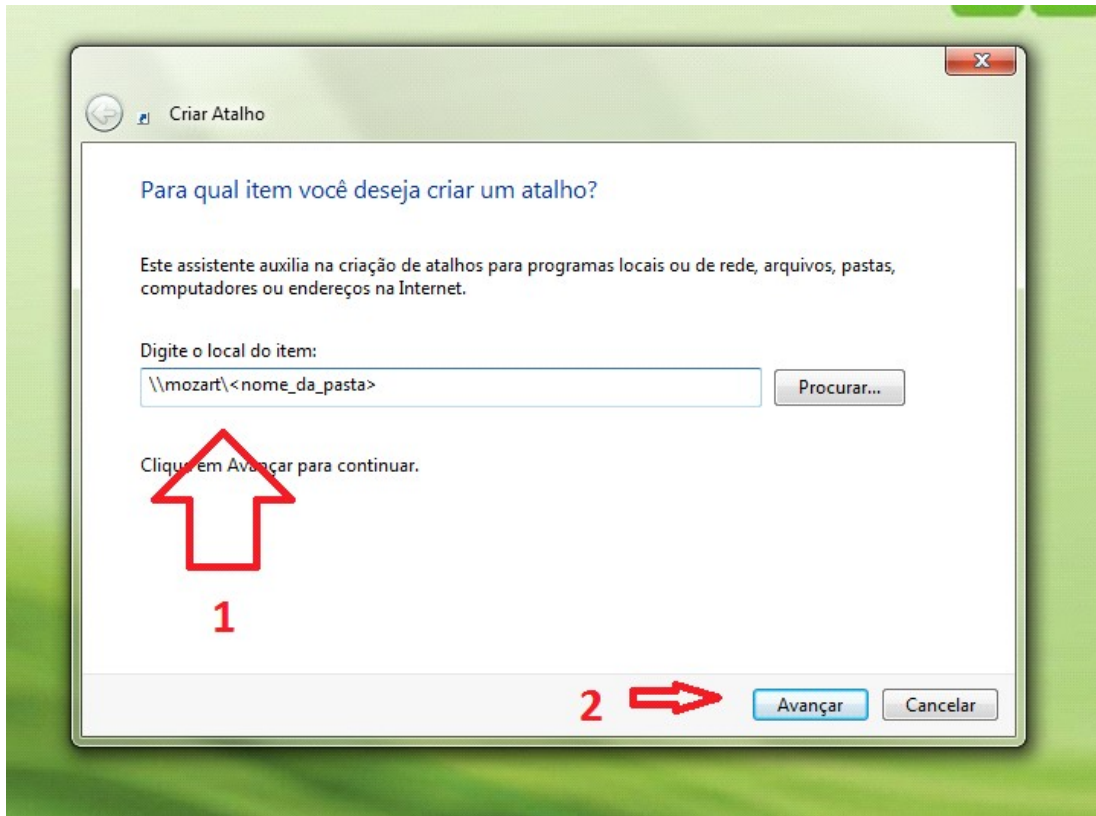 Criar Atalho
Para qual item você deseja criar um atalho?
Este assistente auxilia na criação de atalhos para programas locais ou de rede, arquivos, pastas,
computadores ou endereços na Internet.
Digite o local do item:
\\mozart\<nome_da_pasta>
Procurar...
Clique em Avançar para continuar.
1
2
Avançar
Cancelar